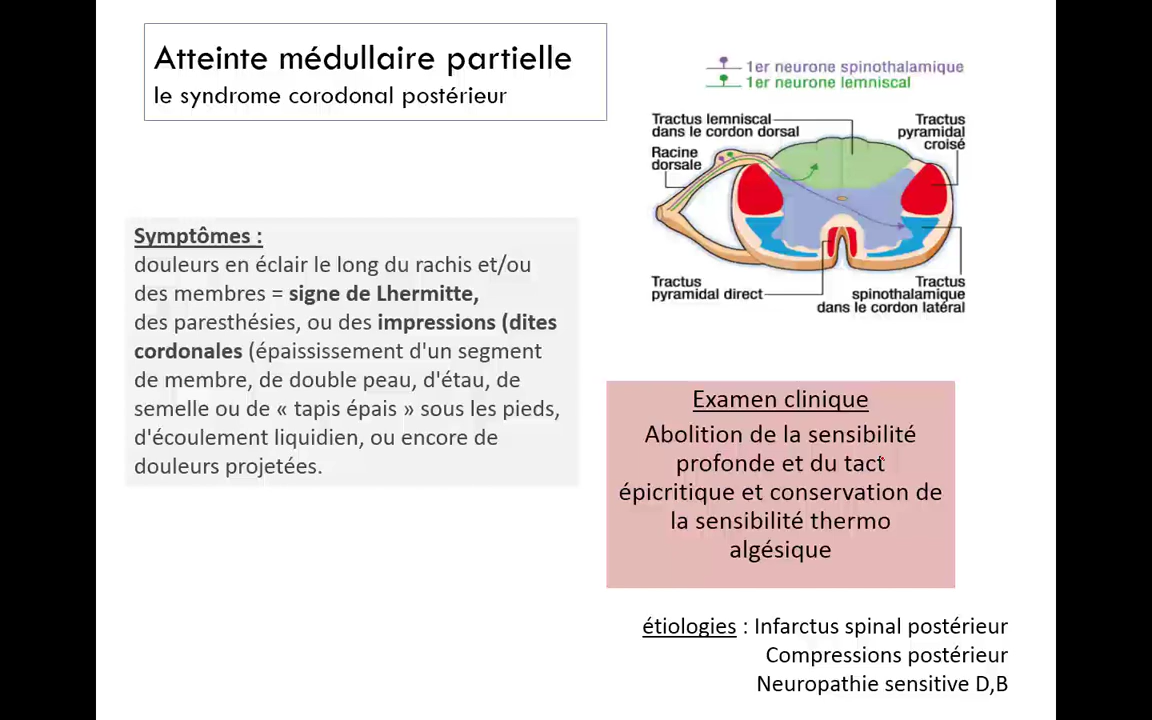 Atteinte médullaire partielle
le syndrome corodonal postérieur
1er neurone spinothalamique
1er neurone lemniscal
Tractus lemniscal
dans le cordon dorsal
Tractus
pyramidal
croisé
Racine
dorsale
Tractus
pyramidal direct
Tractus
spinothalamique
dans le cordon latéral
Symptômes :
douleurs en éclair le long du rachis et/ou
des membres = signe de Lhermitte,
des paresthésies, ou des impressions (dites
cordonales (épaississement d'un segment
de membre, de double peau, d'étau, de
semelle ou de « tapis épais » sous les pieds,
d'écoulement liquidien, ou encore de
douleurs projetées.
Examen clinique
Abolition de la sensibilité
profonde et du tact
épicritique et conservation de
la sensibilité thermo
algésique
étiologies : Infarctus spinal postérieur
Compressions postérieur
Neuropathie sensitive D,B